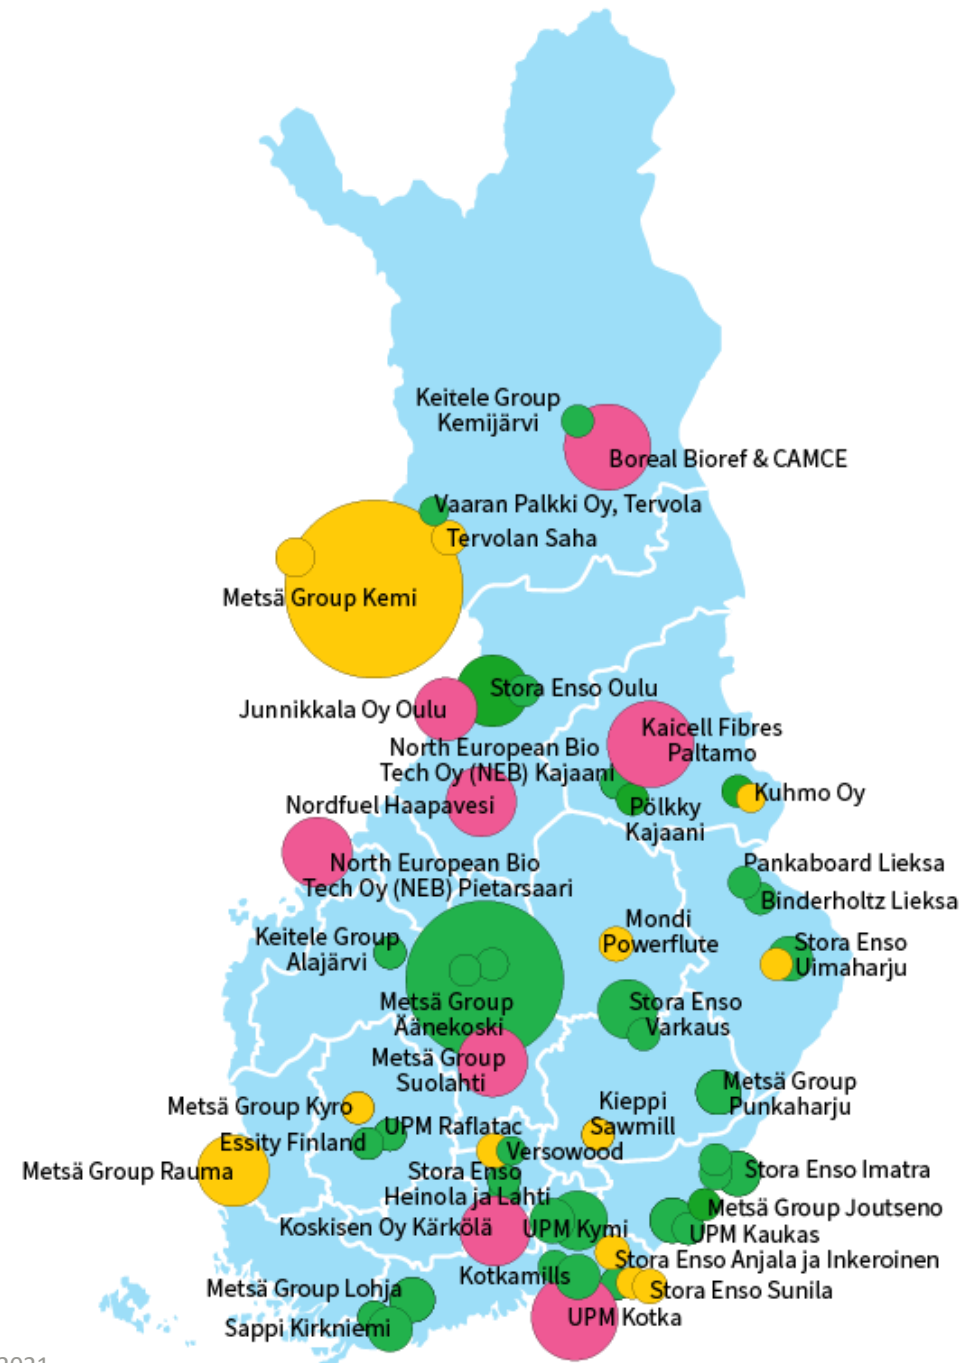 Keitele Group
Kemijärvi
Boreal Bioref & CAMCE
Vaaran Palkki Oy, Tervola
Tervolan Saha
Metsä Group Kemi
Stora Enso Oulu
Junnikkala Oy Oulu
Kaicell Fibres
Paltamo
North European Bio
Tech Oy (NEB) Kajaani
Kuhmo Oy
Nordfuel Haapavesi
Pölkky
Kajaani
North European Bio
Tech Oy (NEB) Pietarsaari
Pankaboard Lieksa
Binderholtz Lieksa
Mondi
Powerflute
Keitele Group
Alajärvi
Stora Enso
Uimaharju
Metsä Group
Äänekoski
Stora Enso
Varkaus
Metsä Group
Suolahti
Metsä Group
Punkaharju
Metsä Group Kyro
Kieppi
Sawmill
UPM Raflatac
Essity Finland
Versowood
Metsä Group Rauma
Stora Enso
Heinola ja Lahti
Stora Enso Imatra
Metsä Group Joutseno
Koskisen Oy Kärkölä
UPM Kymi
UPM Kaukas
Stora Enso Anjala ja Inkeroinen
Kotkamills
Metsä Group Lohja
Stora Enso Sunila
UPM Kotka
Sappi Kirkniemi